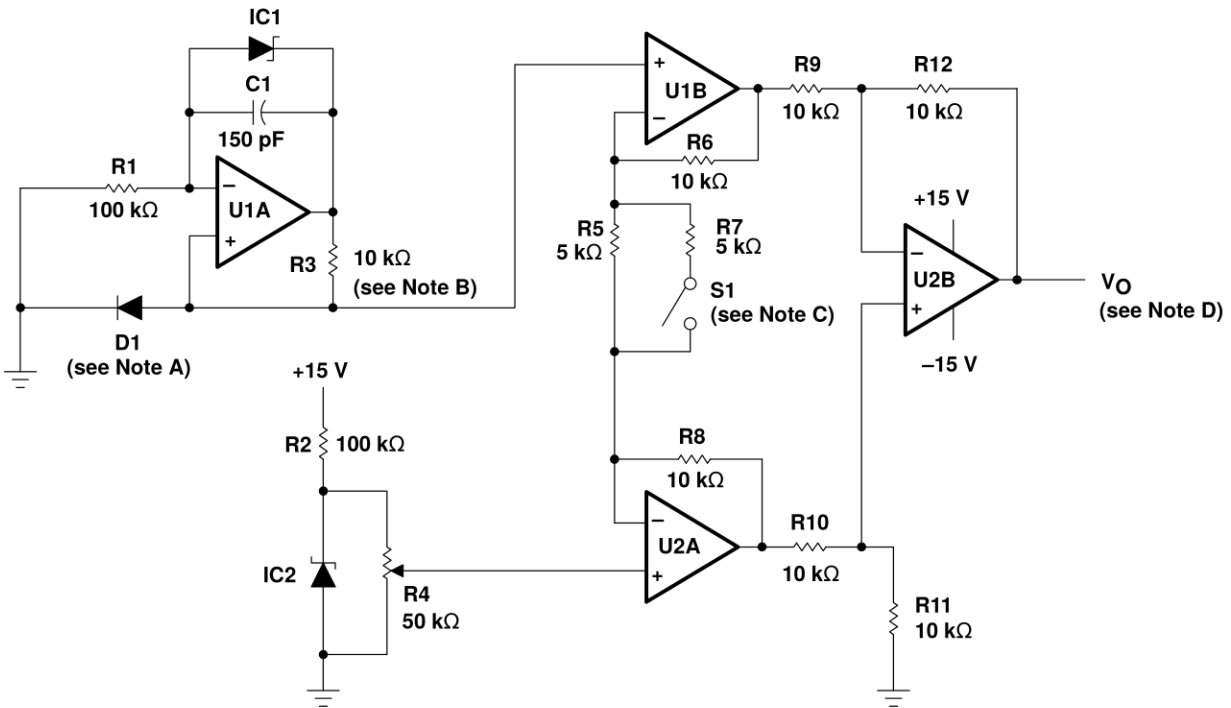 IC1
C1
150 pF
R1
100 kΩ
−
U1A
+
R3
10 kΩ
(see Note B)
D1
(see Note A)
+15 V
R2
100 kΩ
IC2
R4
50 kΩ
+
U1B
−
R6
10 kΩ
R5
5 kΩ
R7
5 kΩ
S1
(see Note C)
R8
10 kΩ
−
U2A
+
R9
10 kΩ
R12
10 kΩ
+15 V
−
U2B
+
−15 V
VO
(see Note D)
R10
10 kΩ
R11
10 kΩ